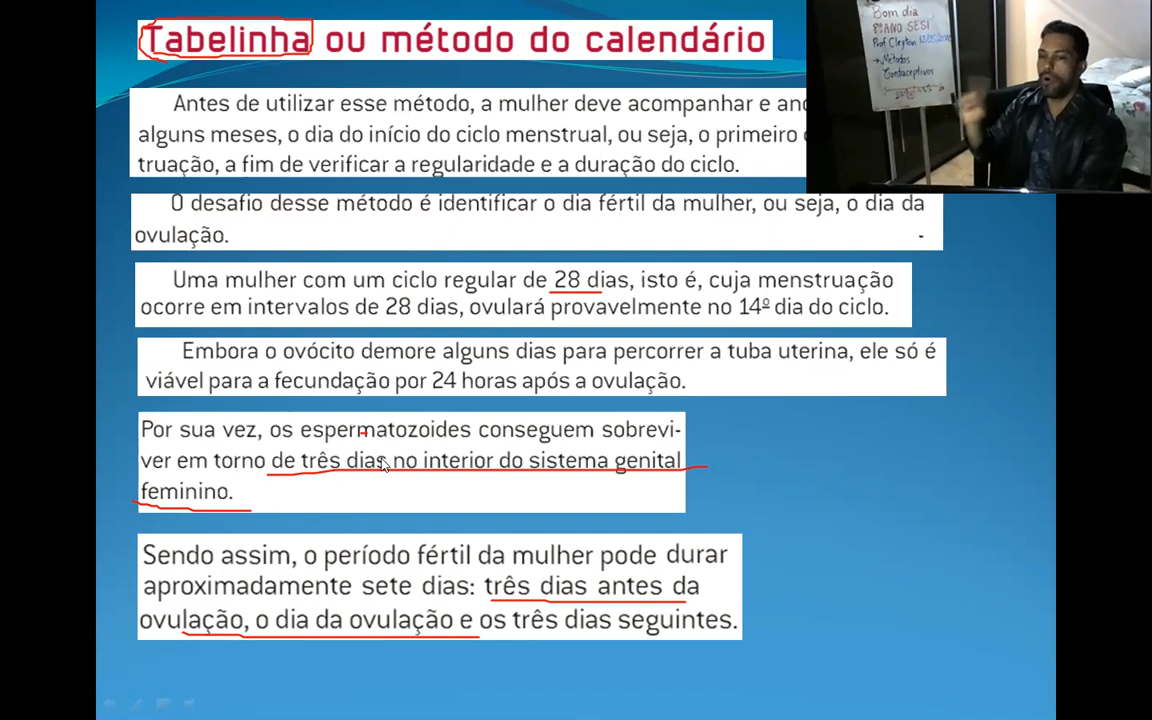 Tabelinha ou método do calendário
Bom dia
8º ANO SESI
Prof Cleyton
→ Métodos
Contraceptivos
Antes de utilizar esse método, a mulher deve acompanhar e
alguns meses, o dia do início do ciclo menstrual, ou seja, o primeiro
truação, a fim de verificar a regularidade e a duração do ciclo.
O desafio desse método é identificar o dia fértil da mulher, ou seja, o dia da
ovulação.
Uma mulher com um ciclo regular de 28 dias, isto é, cuja menstruação
ocorre em intervalos de 28 dias, ovulará provavelmente no 14º dia do ciclo.
Embora o ovócito demore alguns dias para percorrer a tuba uterina, ele só é
viável para a fecundação por 24 horas após a ovulação.
Por sua vez, os espermatozoides conseguem sobrevi-
ver em torno de três dias no interior do sistema genital
feminino.
Sendo assim, o período fértil da mulher pode durar
aproximadamente sete dias: três dias antes da
ovulação, o dia da ovulação e os três dias seguintes.